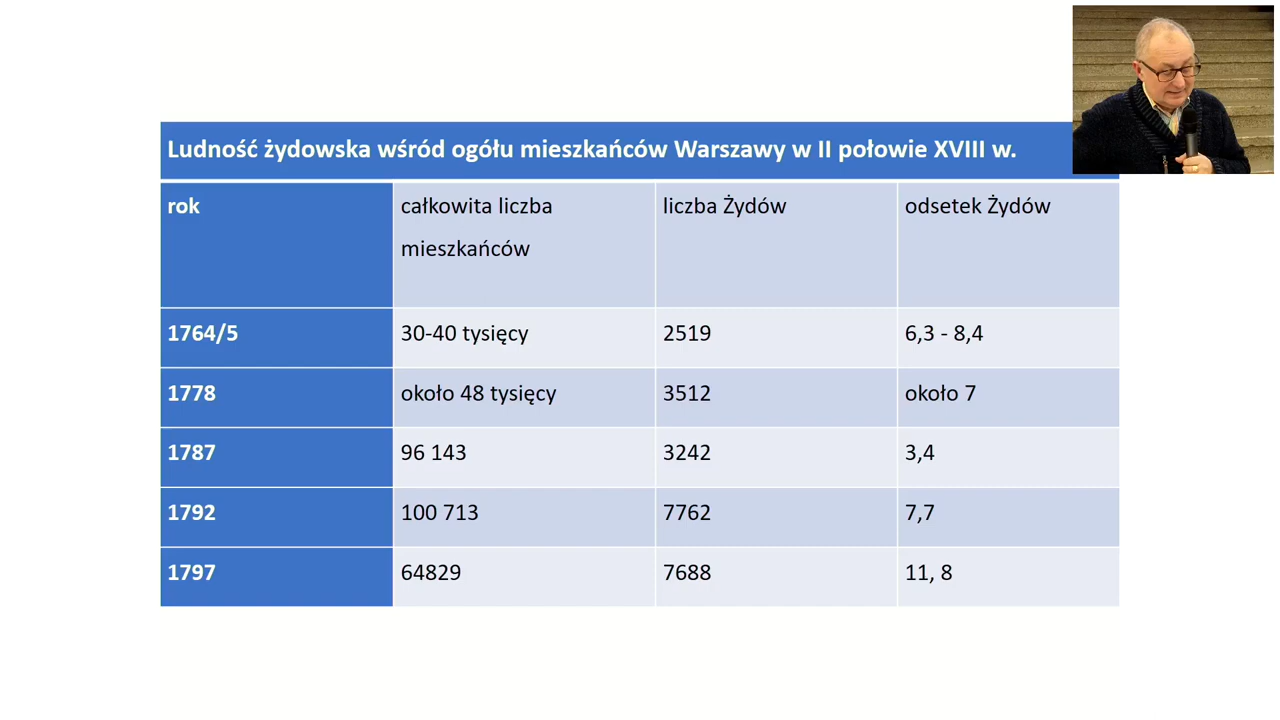 Ludność żydowska wśród ogółu mieszkańców Warszawy w II połowie XVIII w.
rok całkowita liczba mieszkańców liczba Żydów odsetek Żydów
1764/5 30-40 tysięcy 2519 6,3 - 8,4
1778 około 48 tysięcy 3512 około 7
1787 96 143 3242 3,4
1792 100 713 7762 7,7
1797 64829 7688 11, 8